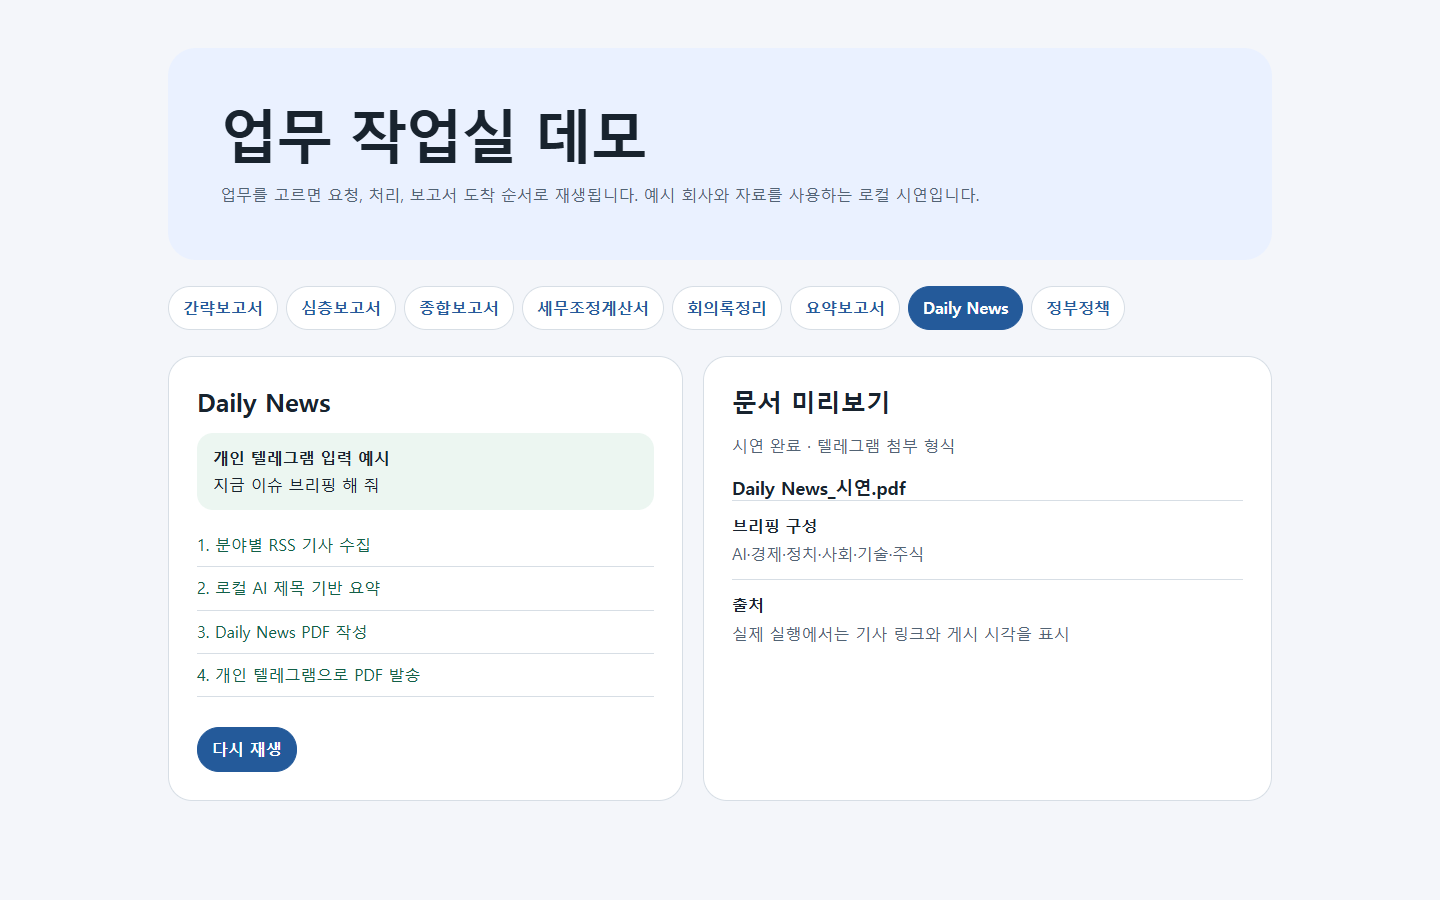 업무 작업실 데모
업무를 고르면 요청, 처리, 보고서 도착 순서로 재생됩니다. 예시 회사와 자료를 사용하는 로컬 시연입니다.
간략보고서
심층보고서
종합보고서
세무조정계산서
회의록정리
요약보고서
Daily News
정부정책
Daily News
개인 텔레그램 입력 예시
지금 이슈 브리핑 해 줘
1. 분야별 RSS 기사 수집
2. 로컬 AI 제목 기반 요약
3. Daily News PDF 작성
4. 개인 텔레그램으로 PDF 발송
다시 재생
문서 미리보기
시연 완료 · 텔레그램 첨부 형식
Daily News_시연.pdf
브리핑 구성
AI·경제·정치·사회·기술·주식
출처
실제 실행에서는 기사 링크와 게시 시각을 표시